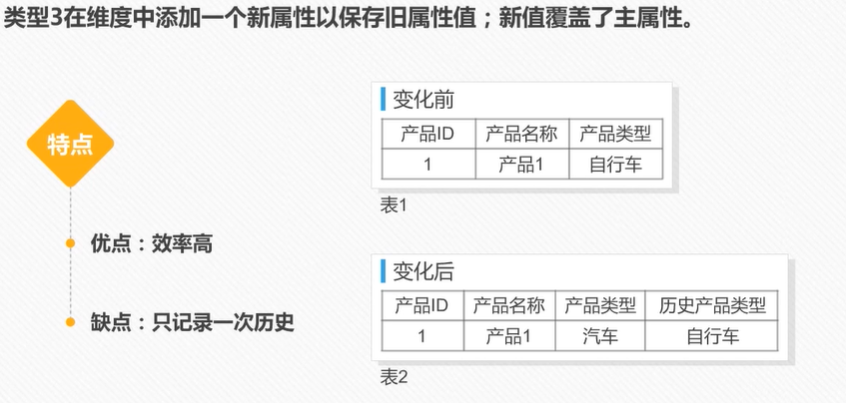 类型3在维度中添加一个新属性以保存旧属性值；新值覆盖了主属性。
特点
优点：效率高
缺点：只记录一次历史
变化前
产品ID 产品名称 产品类型
1 产品1 自行车
表1
变化后
产品ID 产品名称 产品类型 历史产品类型
1 产品1 汽车 自行车
表2